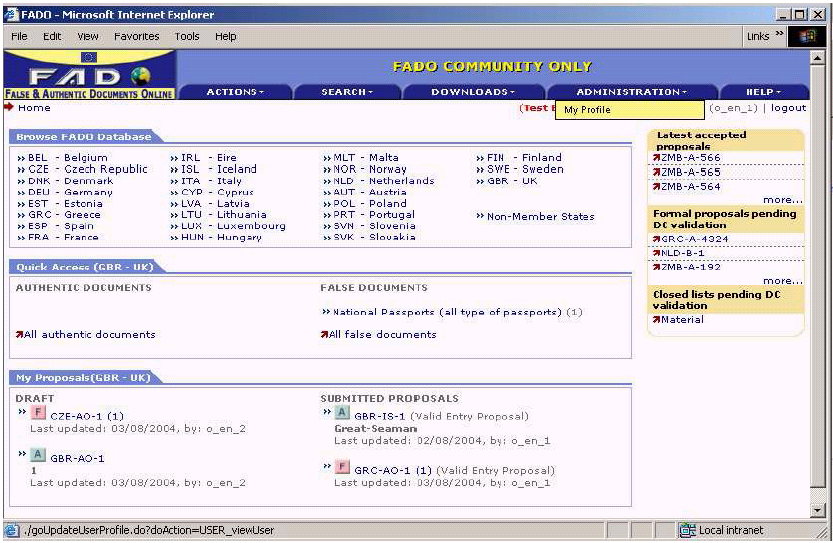 FADO - Microsoft Internet Explorer
File Edit View Favorites Tools Help Links »
FADO
FALSE & AUTHENTIC DOCUMENTS ONLINE
FADO COMMUNITY ONLY
ACTIONS SEARCH DOWNLOADS ADMINISTRATION HELP
Home (Test My Profile (o_en_1) | logout
Browse FADO Database
» BEL - Belgium » IRL - Eire » MLT - Malta » FIN - Finland
» CZE - Czech Republic » ISL - Iceland » NOR - Norway » SWE - Sweden
» DNK - Denmark » ITA - Italy » NLD - Netherlands » GBR - UK
» DEU - Germany » CYP - Cyprus » AUT - Austria
» EST - Estonia » LVA - Latvia » POL - Poland
» GRC - Greece » LTU - Lithuania » PRT - Portugal » Non-Member States
» ESP - Spain » LUX - Luxembourg » SVN - Slovenia
» FRA - France » HUN - Hungary » SVK - Slovakia
Latest accepted proposals
ZMB-A-566
ZMB-A-565
ZMB-A-564
more...
Formal proposals pending DC validation
GRC-A-4324
NLD-B-1
ZMB-A-192
more...
Closed lists pending DC validation
Material
Quick Access (GBR - UK)
AUTHENTIC DOCUMENTS FALSE DOCUMENTS
» National Passports (all type of passports) (1)
All authentic documents All false documents
My Proposals(GBR - UK)
DRAFT
» F CZE-AO-1 (1)
Last updated: 03/08/2004, by: o_en_2
» A GBR-AO-1
1
Last updated: 03/08/2004, by: o_en_2
SUBMITTED PROPOSALS
» A GBR-IS-1 (Valid Entry Proposal)
Great-Seaman
Last updated: 02/08/2004, by: o_en_1
» F GRC-AO-1 (1) (Valid Entry Proposal)
Last updated: 03/08/2004, by: o_en_1
./goUpdateUserProfile.do?doAction=USER_viewUser Local intranet